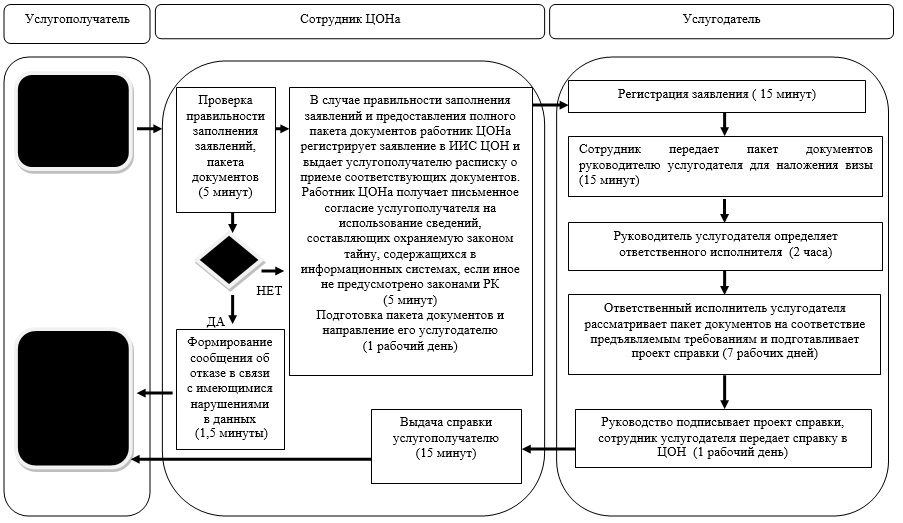 Услугополучатель
Сотрудник ЦОНа
Услугодатель
Проверка
правильности
заполнения
заявлений,
пакета
документов
(5 минут)
НЕТ
ДА
Формирование
сообщения об
отказе в связи
с имеющимися
нарушениями
в данных
(1,5 минуты)
В случае правильности заполнения
заявлений и предоставления полного
пакета документов работник ЦОНа
регистрирует заявление в ИИС ЦОН и
выдает услугополучателю расписку о
приеме соответствующих документов.
Работник ЦОНа получает письменное
согласие услугополучателя на
использование сведений,
составляющих охраняемую законом
тайну, содержащихся в
информационных системах, если иное
не предусмотрено законами РК
(5 минут)
Подготовка пакета документов и
направление его услугодателю
(1 рабочий день)
Регистрация заявления ( 15 минут)
Сотрудник передает пакет документов
руководителю услугодателя для наложения визы
(15 минут)
Руководитель услугодателя определяет
ответственного исполнителя (2 часа)
Ответственный исполнитель услугодателя
рассматривает пакет документов на соответствие
предъявляемым требованиям и подготавливает
проект справки (7 рабочих дней)
Руководство подписывает проект справки,
сотрудник услугодателя передает справку в
ЦОН (1 рабочий день)
Выдача справки
услугополучателю
(15 минут)